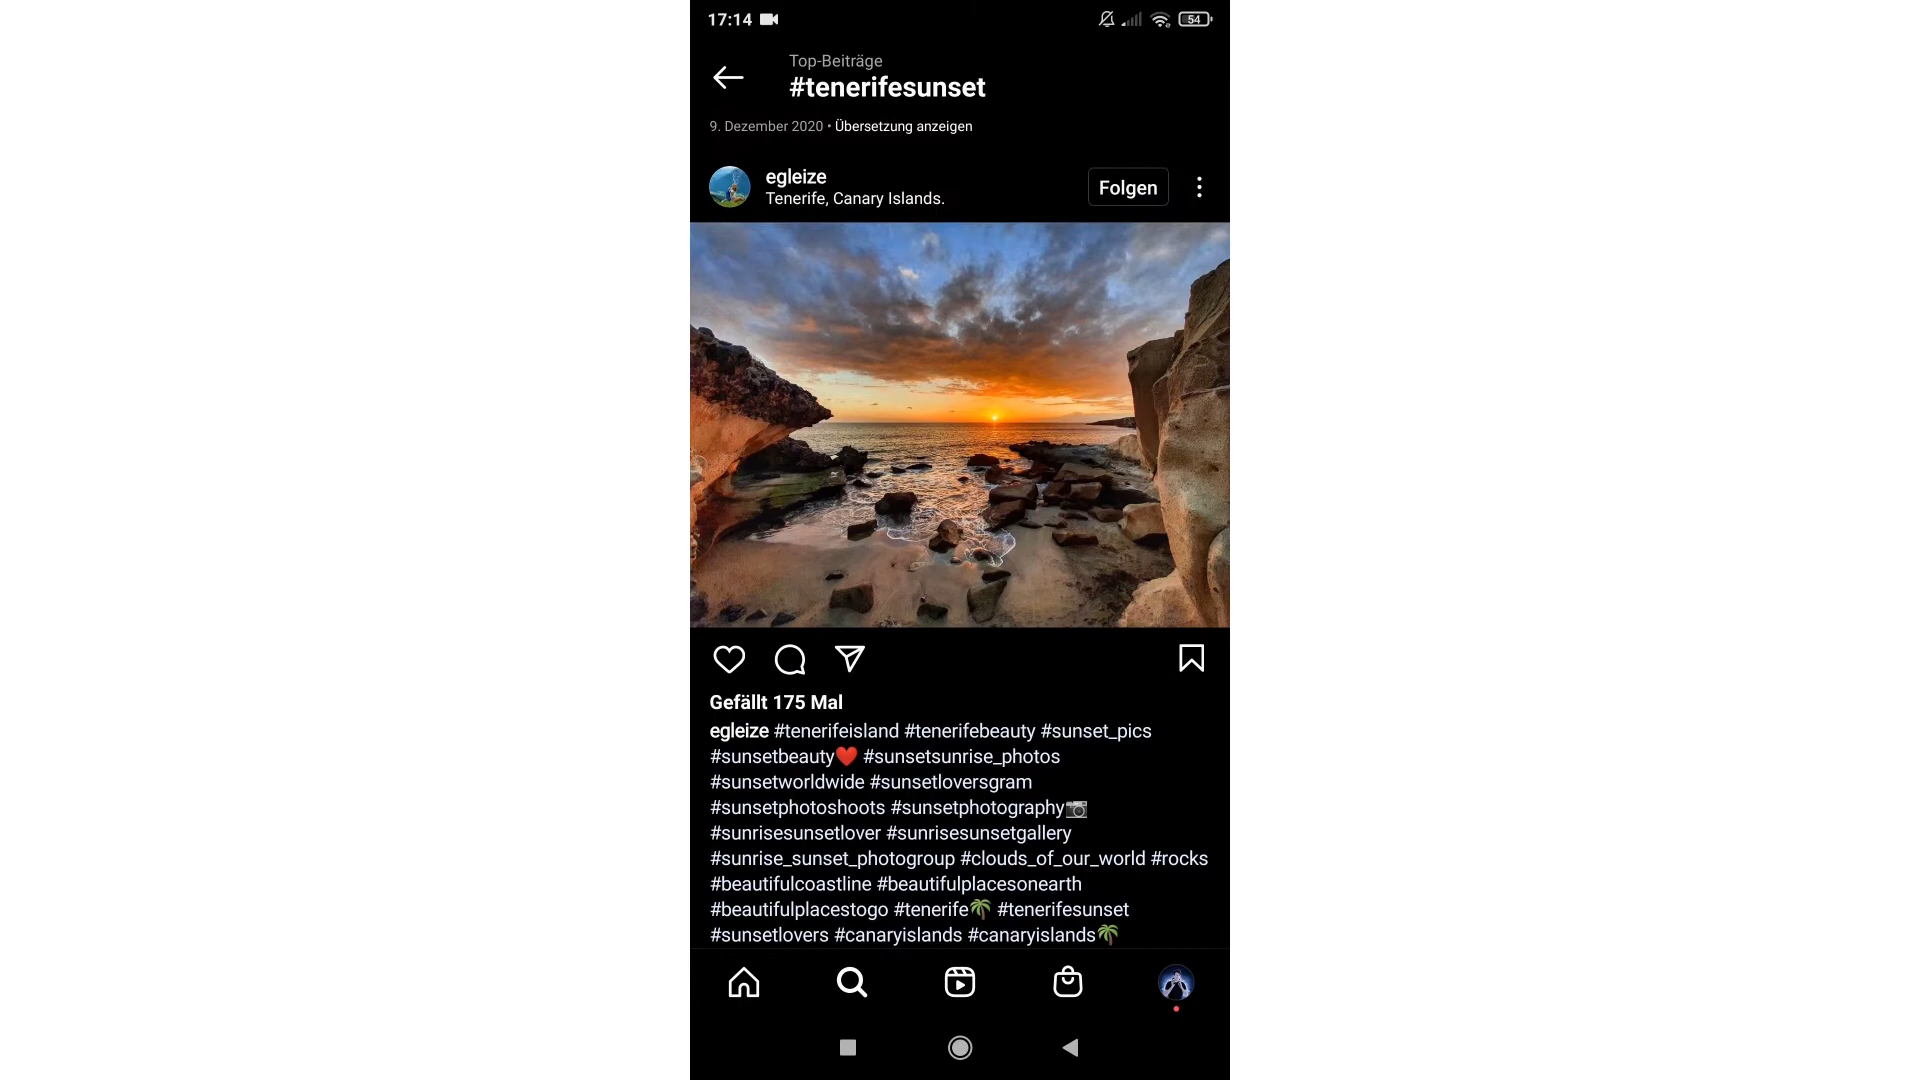 17:14
54
Top-Beiträge
#tenerifesunset
9. Dezember 2020 • Übersetzung anzeigen
egleize
Folgen
Tenerife, Canary Islands.
Gefällt 175 Mal
egleize #tenerifeisland #tenerifebeauty #sunset_pics
#sunsetbeauty❤️ #sunsetsunrise_photos
#sunsetworldwide #sunsetloversgram
#sunsetphotoshoots #sunsetphotography📷
#sunrisesunsetlover #sunrisesunsetgallery
#sunrise_sunset_photogroup #clouds_of_our_world #rocks
#beautifulcoastline #beautifulplacesonearth
#beautifulplacestogo #tenerife🌴 #tenerifesunset
#sunsetlovers #canaryislands #canaryislands🌴